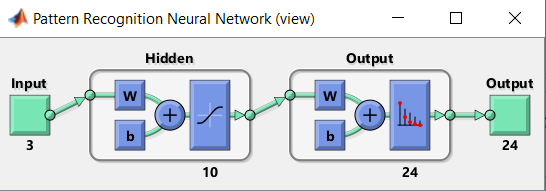 Pattern Recognition Neural Network (view)
Hidden
Output
Input
Output
W
b
+
W
b
+
3
10
24
24